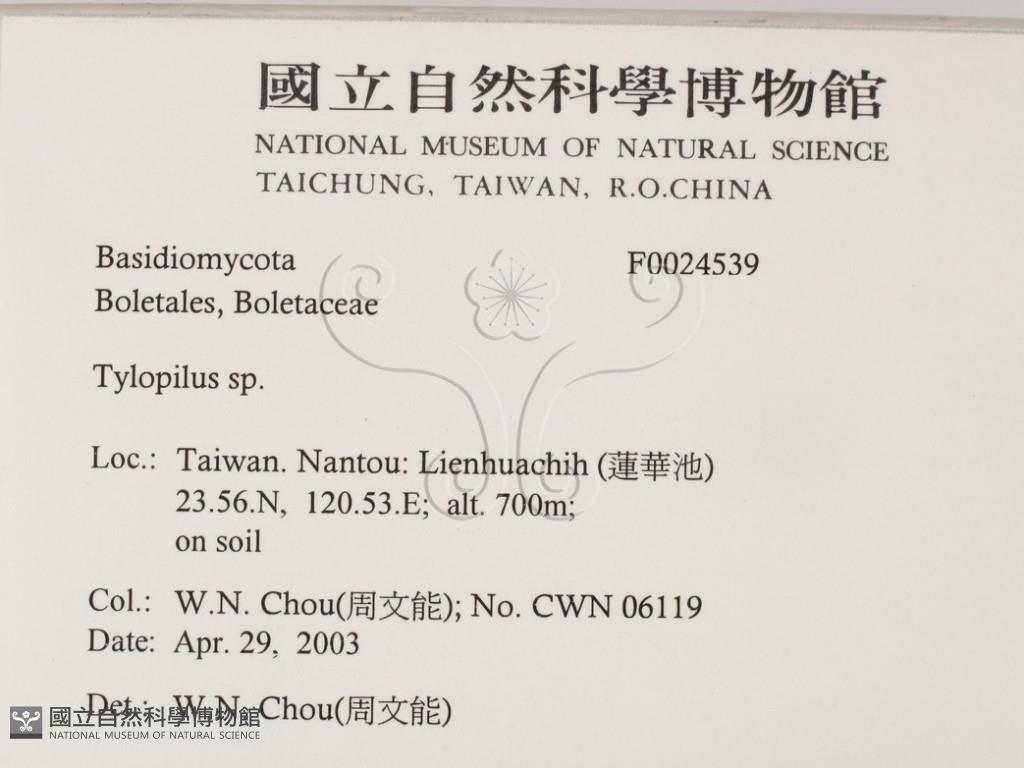 國立自然科學博物館
NATIONAL MUSEUM OF NATURAL SCIENCE
TAICHUNG, TAIWAN, R.O.CHINA
Basidiomycota F0024539
Boletales, Boletaceae
Tylopilus sp.
Loc.: Taiwan. Nantou: Lienhuachih (蓮華池)
23.56.N, 120.53.E; alt. 700m;
on soil
Col.: W.N. Chou(周文能); No. CWN 06119
Date: Apr. 29, 2003
Det.: W.N. Chou(周文能)
國立自然科學博物館
NATIONAL MUSEUM OF NATURAL SCIENCE